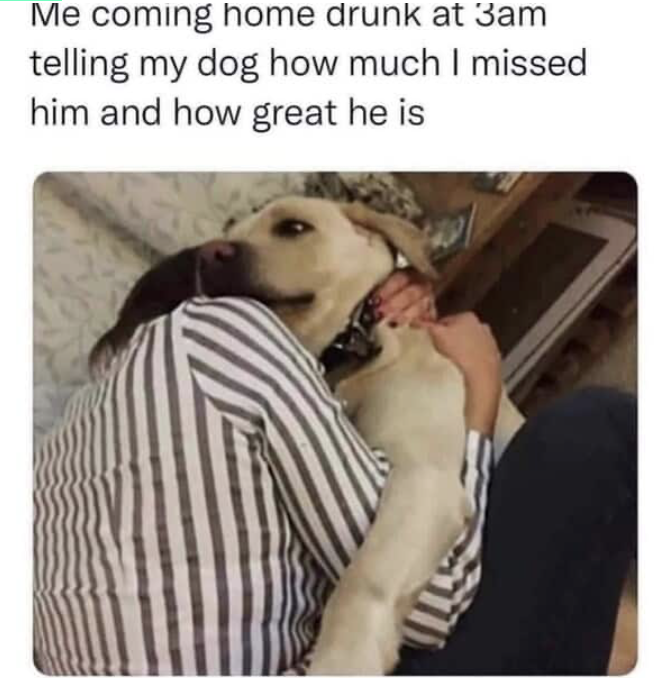 Me coming home drunk at 3am
telling my dog how much I missed
him and how great he is